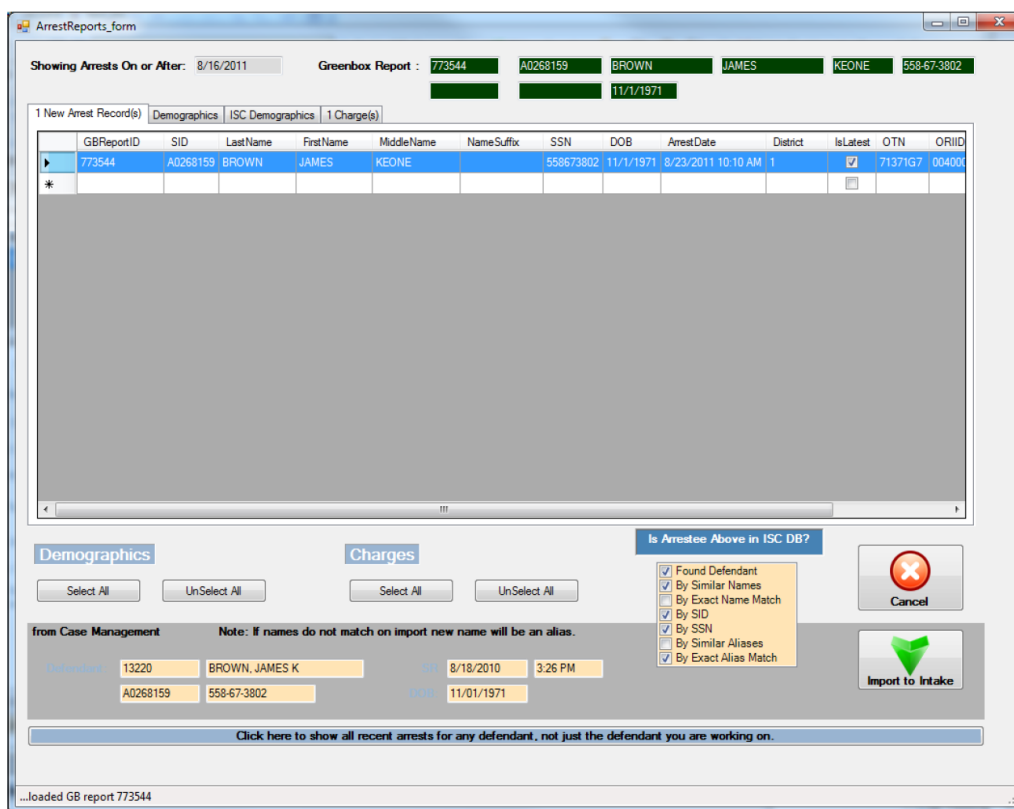 ArrestReports_form
Showing Arrests On or After: 8/16/2011 Greenbox Report : 773544 A0268159 BROWN JAMES KEONE 558-67-3802
11/1/1971
1 New Arrest Record(s) Demographics ISC Demographics 1 Charge(s)
GBReportID SID LastName FirstName MiddleName NameSuffix SSN DOB ArrestDate District IsLatest OTN ORIID
773544 A0268159 BROWN JAMES KEONE 558673802 11/1/1971 8/23/2011 10:10 AM 1 71371G7 00400
Is Arrestee Above in ISC DB?
Demographics Charges
Found Defendant
By Similar Names
Select All UnSelect All Select All UnSelect All
By Exact Name Match
Cancel
By SID
from Case Management Note: If names do not match on import new name will be an alias. By SSN
By Similar Aliases
By Exact Alias Match
Defendant 13220 BROWN, JAMES K 8/18/2010 3:26 PM
Import to Intake
A0268159 558-67-3802 DOB 11/01/1971
Click here to show all recent arrests for any defendant, not just the defendant you are working on.
...loaded GB report 773544